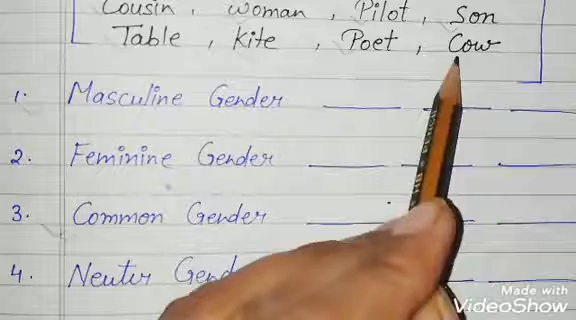 Cousin, woman, Pilot, Son
Table, Kite, Poet, Cow
1. Masculine Gender
2. Feminine Gender
3. Common Gender
4. Neuter Gend
Made with
VideoShow